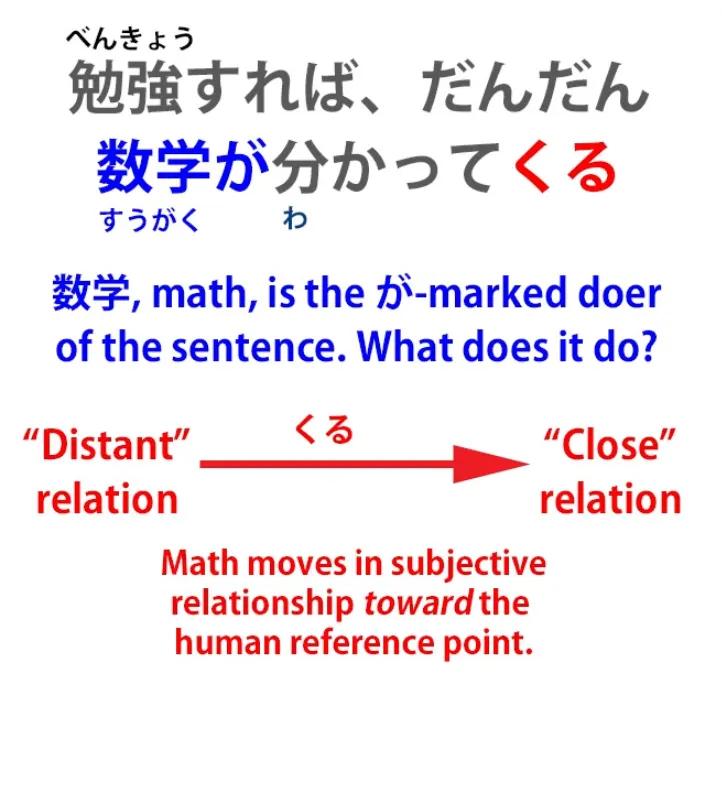 べんきょう
勉強すれば、だんだん
数学が分かってくる
すうがく わ
数学, math, is the が-marked doer
of the sentence. What does it do?
くる
“Distant” “Close”
relation relation
Math moves in subjective
relationship toward the
human reference point.